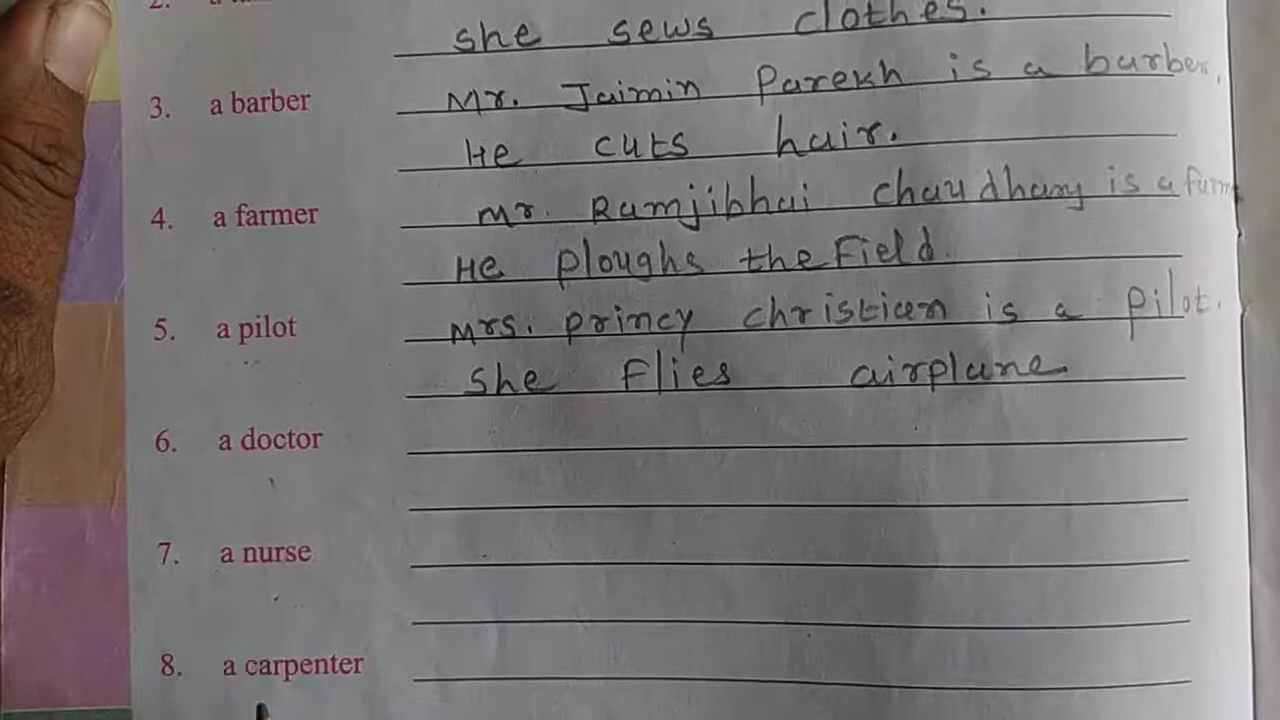 2.
she sews clothes.
3. a barber Mr. Jaimin Parekh is a barber.
He cuts hair.
4. a farmer Mr. Ramjibhai chaudhary is a farm
He ploughs the Field.
5. a pilot Mrs. princy christian is a pilot.
she Flies airplane
6. a doctor
7. a nurse
8. a carpenter